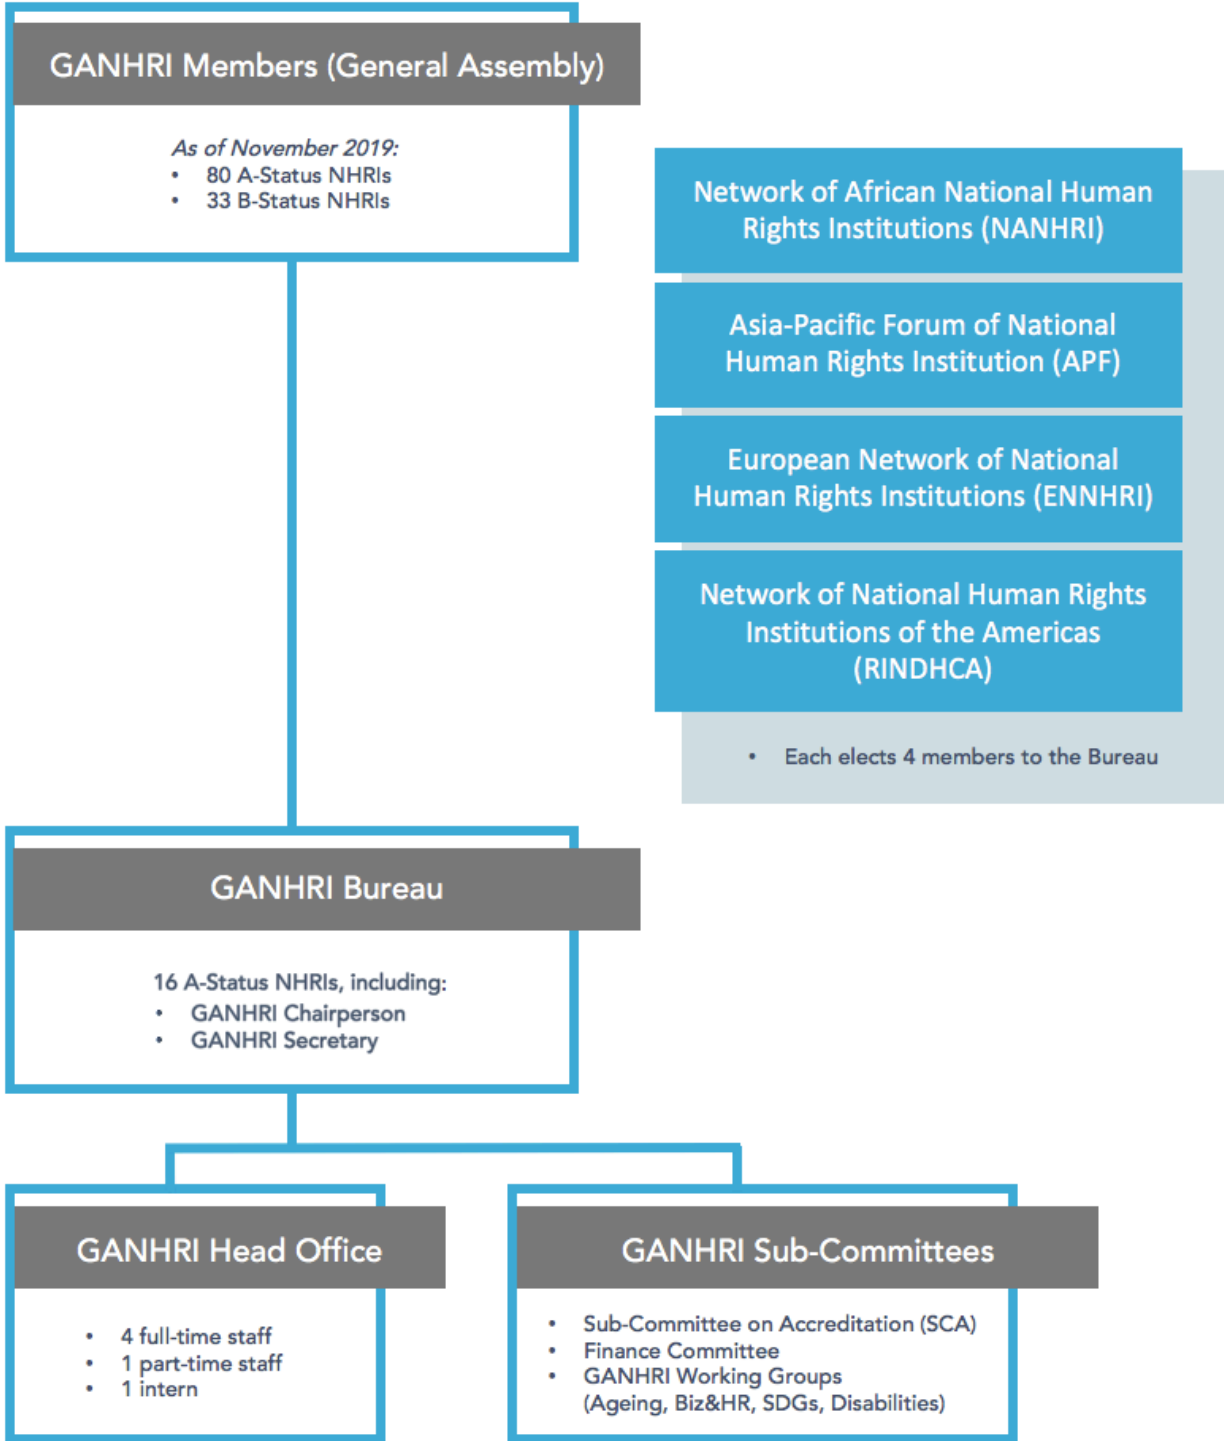 GANHRI Members (General Assembly)
As of November 2019:
• 80 A-Status NHRIs
• 33 B-Status NHRIs
Network of African National Human
Rights Institutions (NANHRI)
Asia-Pacific Forum of National
Human Rights Institution (APF)
European Network of National
Human Rights Institutions (ENNHRI)
Network of National Human Rights
Institutions of the Americas
(RINDHCA)
• Each elects 4 members to the Bureau
GANHRI Bureau
16 A-Status NHRIs, including:
• GANHRI Chairperson
• GANHRI Secretary
GANHRI Head Office
• 4 full-time staff
• 1 part-time staff
• 1 intern
GANHRI Sub-Committees
• Sub-Committee on Accreditation (SCA)
• Finance Committee
• GANHRI Working Groups
(Ageing, Biz&HR, SDGs, Disabilities)